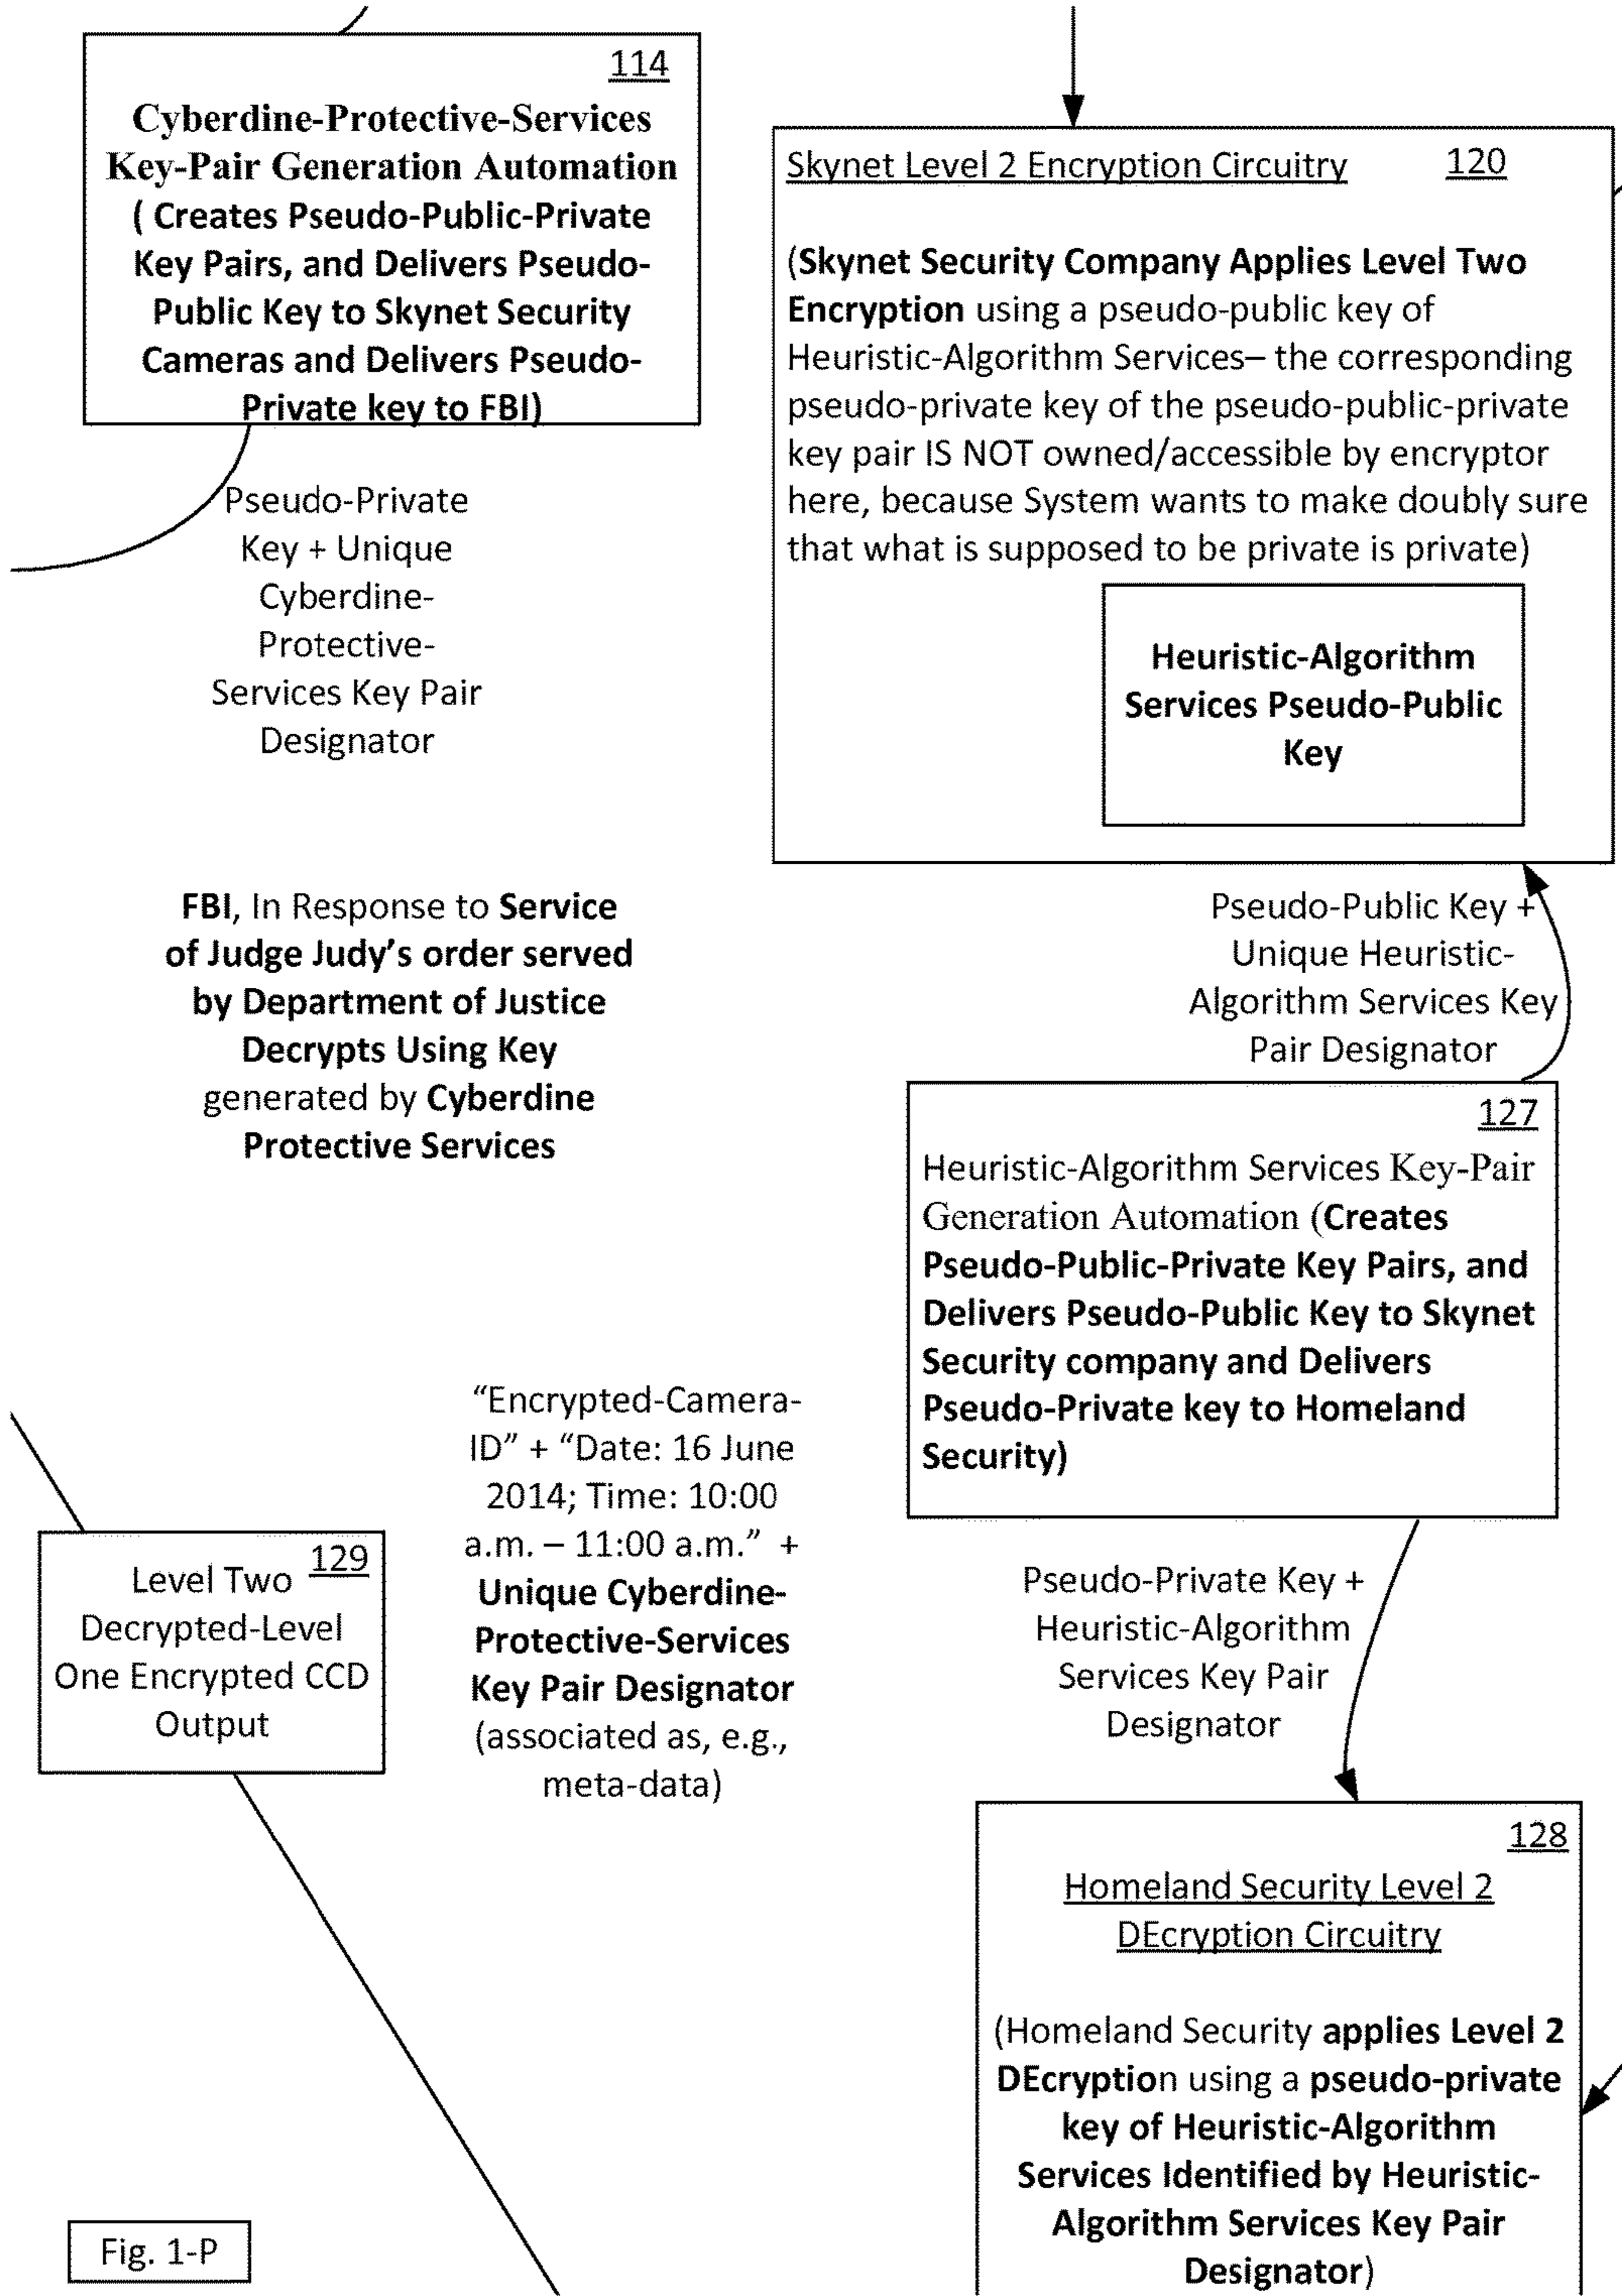 114
Cyberdine-Protective-Services
Key-Pair Generation Automation
( Creates Pseudo-Public-Private
Key Pairs, and Delivers Pseudo-
Public Key to Skynet Security
Cameras and Delivers Pseudo-
Private key to FBI)
Pseudo-Private
Key + Unique
Cyberdine-
Protective-
Services Key Pair
Designator
Skynet Level 2 Encryption Circuitry 120
(Skynet Security Company Applies Level Two
Encryption using a pseudo-public key of
Heuristic-Algorithm Services– the corresponding
pseudo-private key of the pseudo-public-private
key pair IS NOT owned/accessible by encryptor
here, because System wants to make doubly sure
that what is supposed to be private is private)
Heuristic-Algorithm
Services Pseudo-Public
Key
FBI, In Response to Service
of Judge Judy’s order served
by Department of Justice
Decrypts Using Key
generated by Cyberdine
Protective Services
Pseudo-Public Key +
Unique Heuristic-
Algorithm Services Key
Pair Designator
127
Heuristic-Algorithm Services Key-Pair
Generation Automation (Creates
Pseudo-Public-Private Key Pairs, and
Delivers Pseudo-Public Key to Skynet
Security company and Delivers
Pseudo-Private key to Homeland
Security)
“Encrypted-Camera-
ID” + “Date: 16 June
2014; Time: 10:00
a.m. – 11:00 a.m.” +
Unique Cyberdine-
Protective-Services
Key Pair Designator
(associated as, e.g.,
meta-data)
129
Level Two
Decrypted-Level
One Encrypted CCD
Output
Pseudo-Private Key +
Heuristic-Algorithm
Services Key Pair
Designator
128
Homeland Security Level 2
DEcryption Circuitry
(Homeland Security applies Level 2
DEcryption using a pseudo-private
key of Heuristic-Algorithm
Services Identified by Heuristic-
Algorithm Services Key Pair
Designator)
Fig. 1-P